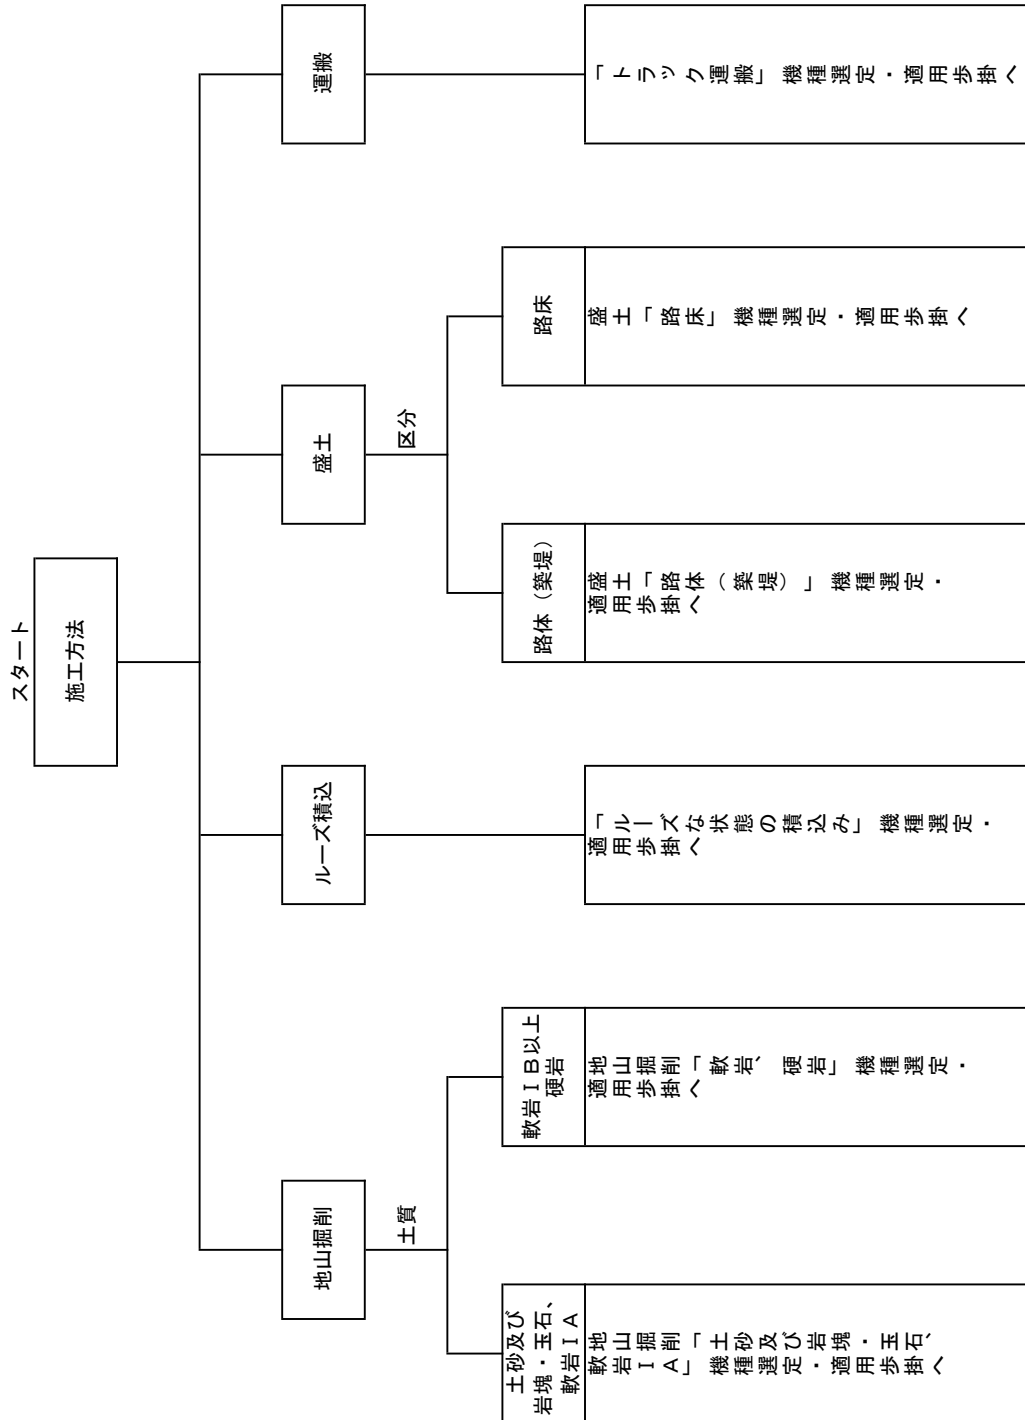 スタート
施工方法
地山掘削
ルーズ積込
盛土
運搬
土質
区分
土砂及び
岩塊・玉石、
軟岩ⅠA
軟岩ⅠB以上
硬岩
路体（築堤）
路床
地山掘削「土砂及び岩塊・玉石、
軟岩ⅠA」機種選定・適用歩掛へ
地山掘削「軟岩、硬岩」機種選定・
適用歩掛へ
「ルーズな状態の積込み」機種選定・
適用歩掛へ
盛土「路体（築堤）」機種選定・
適用歩掛へ
盛土「路床」機種選定・適用歩掛へ
「トラック運搬」機種選定・適用歩掛へ